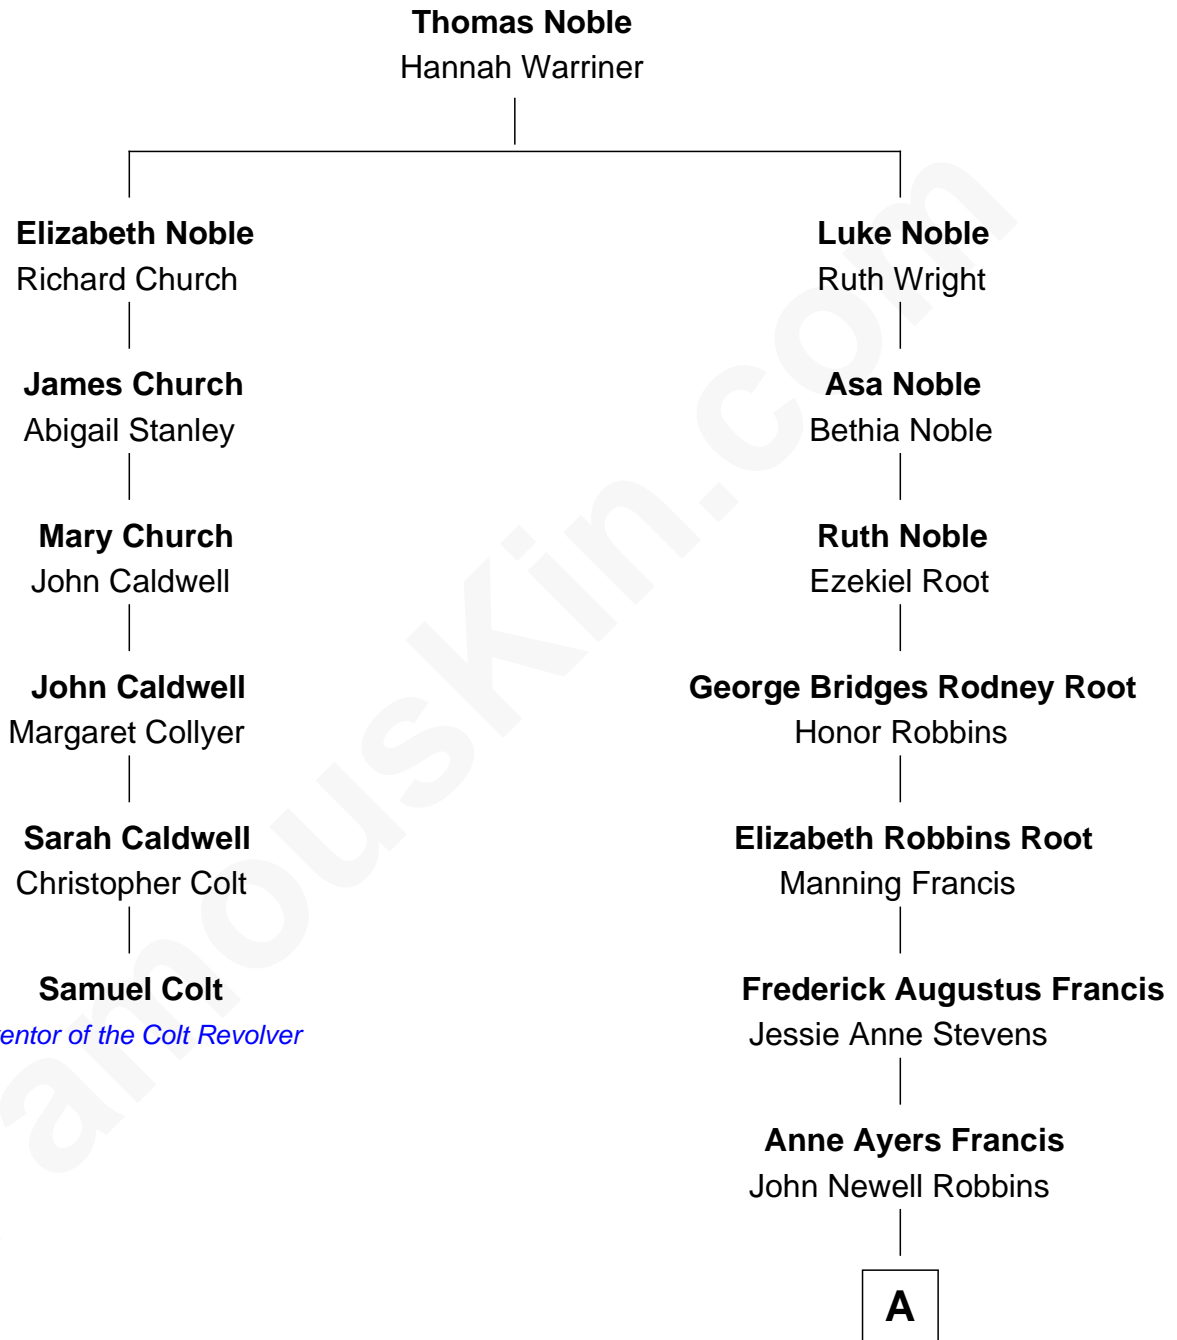 Thomas Noble
Hannah Warriner
Elizabeth Noble
Richard Church
James Church
Abigail Stanley
Mary Church
John Caldwell
John Caldwell
Margaret Collyer
Sarah Caldwell
Christopher Colt
Samuel Colt
entor of the Colt Revolver
Luke Noble
Ruth Wright
Asa Noble
Bethia Noble
Ruth Noble
Ezekiel Root
George Bridges Rodney Root
Honor Robbins
Elizabeth Robbins Root
Manning Francis
Frederick Augustus Francis
Jessie Anne Stevens
Anne Ayers Francis
John Newell Robbins
A
amouskin.com